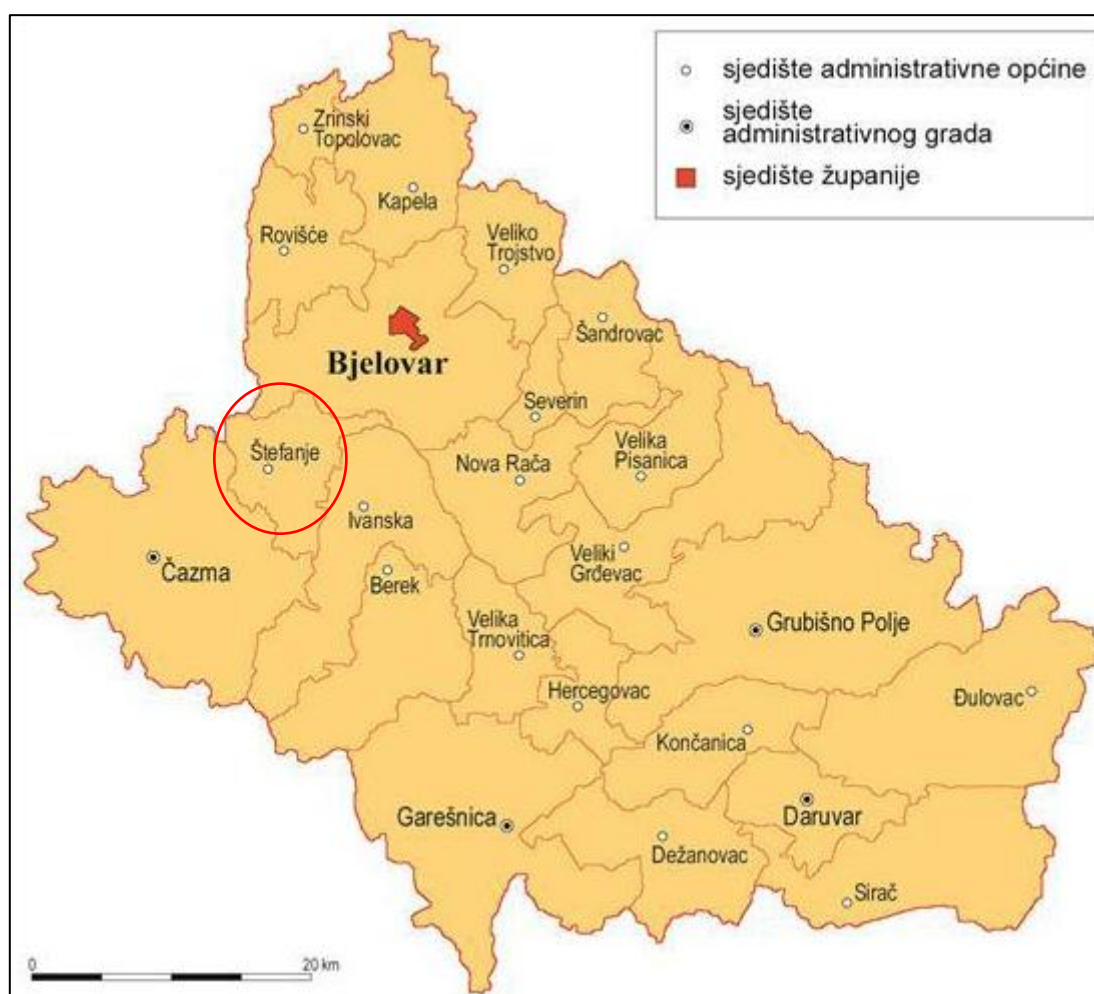 sjedište administrativne općine
sjedište
administrativnog grada
sjedište županije
Zrinski
Topolovac
Kapela
Rovišće
Veliko
Trojstvo
Šandrovac
Bjelovar
Severin
Štefanje
Nova Rača
Velika
Pisanica
Ivanska
Čazma
Berek
Veliki
Grđevac
Velika
Trnovitica
Grubišno Polje
Hercegovac
Đulovac
Končanica
Garešnica
Daruvar
Dežanovac
Sirač
0
20 km